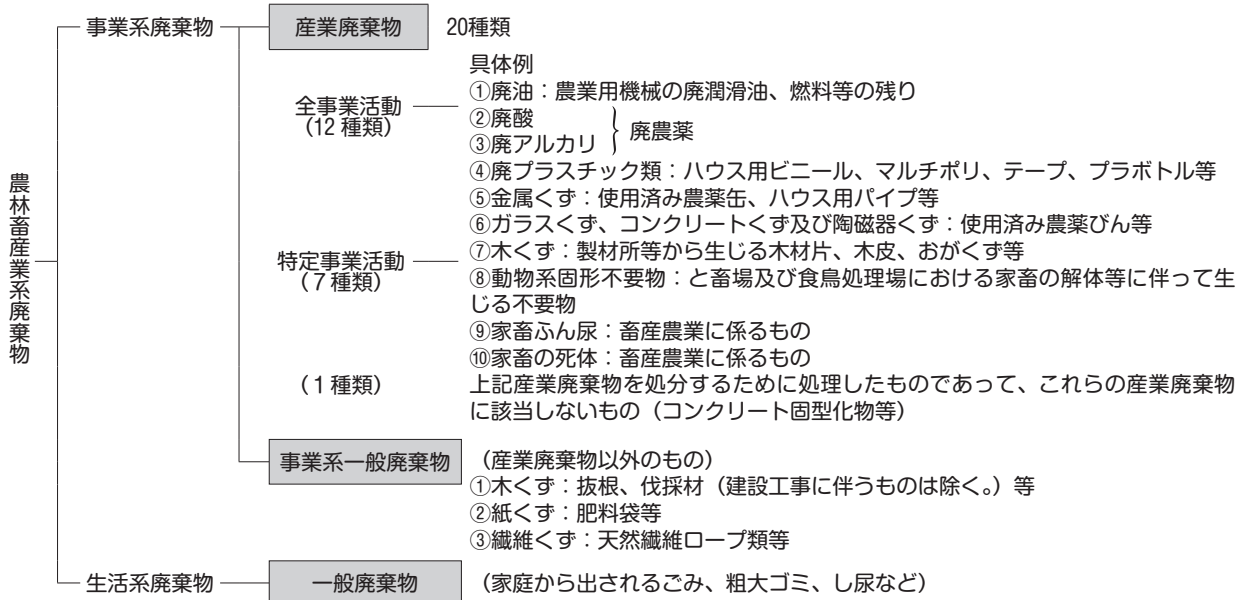 農林畜産業系廃棄物
事業系廃棄物
産業廃棄物 20種類
具体例
全事業活動
(12 種類)
①廃油：農業用機械の廃潤滑油、燃料等の残り
②廃酸
③廃アルカリ
廃農薬
④廃プラスチック類：ハウス用ビニール、マルチポリ、テープ、プラボトル等
⑤金属くず：使用済み農薬缶、ハウス用パイプ等
⑥ガラスくず、コンクリートくず及び陶磁器くず：使用済み農薬びん等
特定事業活動
(７種類)
⑦木くず：製材所等から生じる木材片、木皮、おがくず等
⑧動物系固形不要物：と畜場及び食鳥処理場における家畜の解体等に伴って生
じる不要物
⑨家畜ふん尿：畜産農業に係るもの
⑩家畜の死体：畜産農業に係るもの
(１種類)
上記産業廃棄物を処分するために処理したものであって、これらの産業廃棄物
に該当しないもの（コンクリート固型化物等）
事業系一般廃棄物 （産業廃棄物以外のもの）
①木くず：抜根、伐採材（建設工事に伴うものは除く。）等
②紙くず：肥料袋等
③繊維くず：天然繊維ロープ類等
生活系廃棄物
一般廃棄物 （家庭から出されるごみ、粗大ゴミ、し尿など）